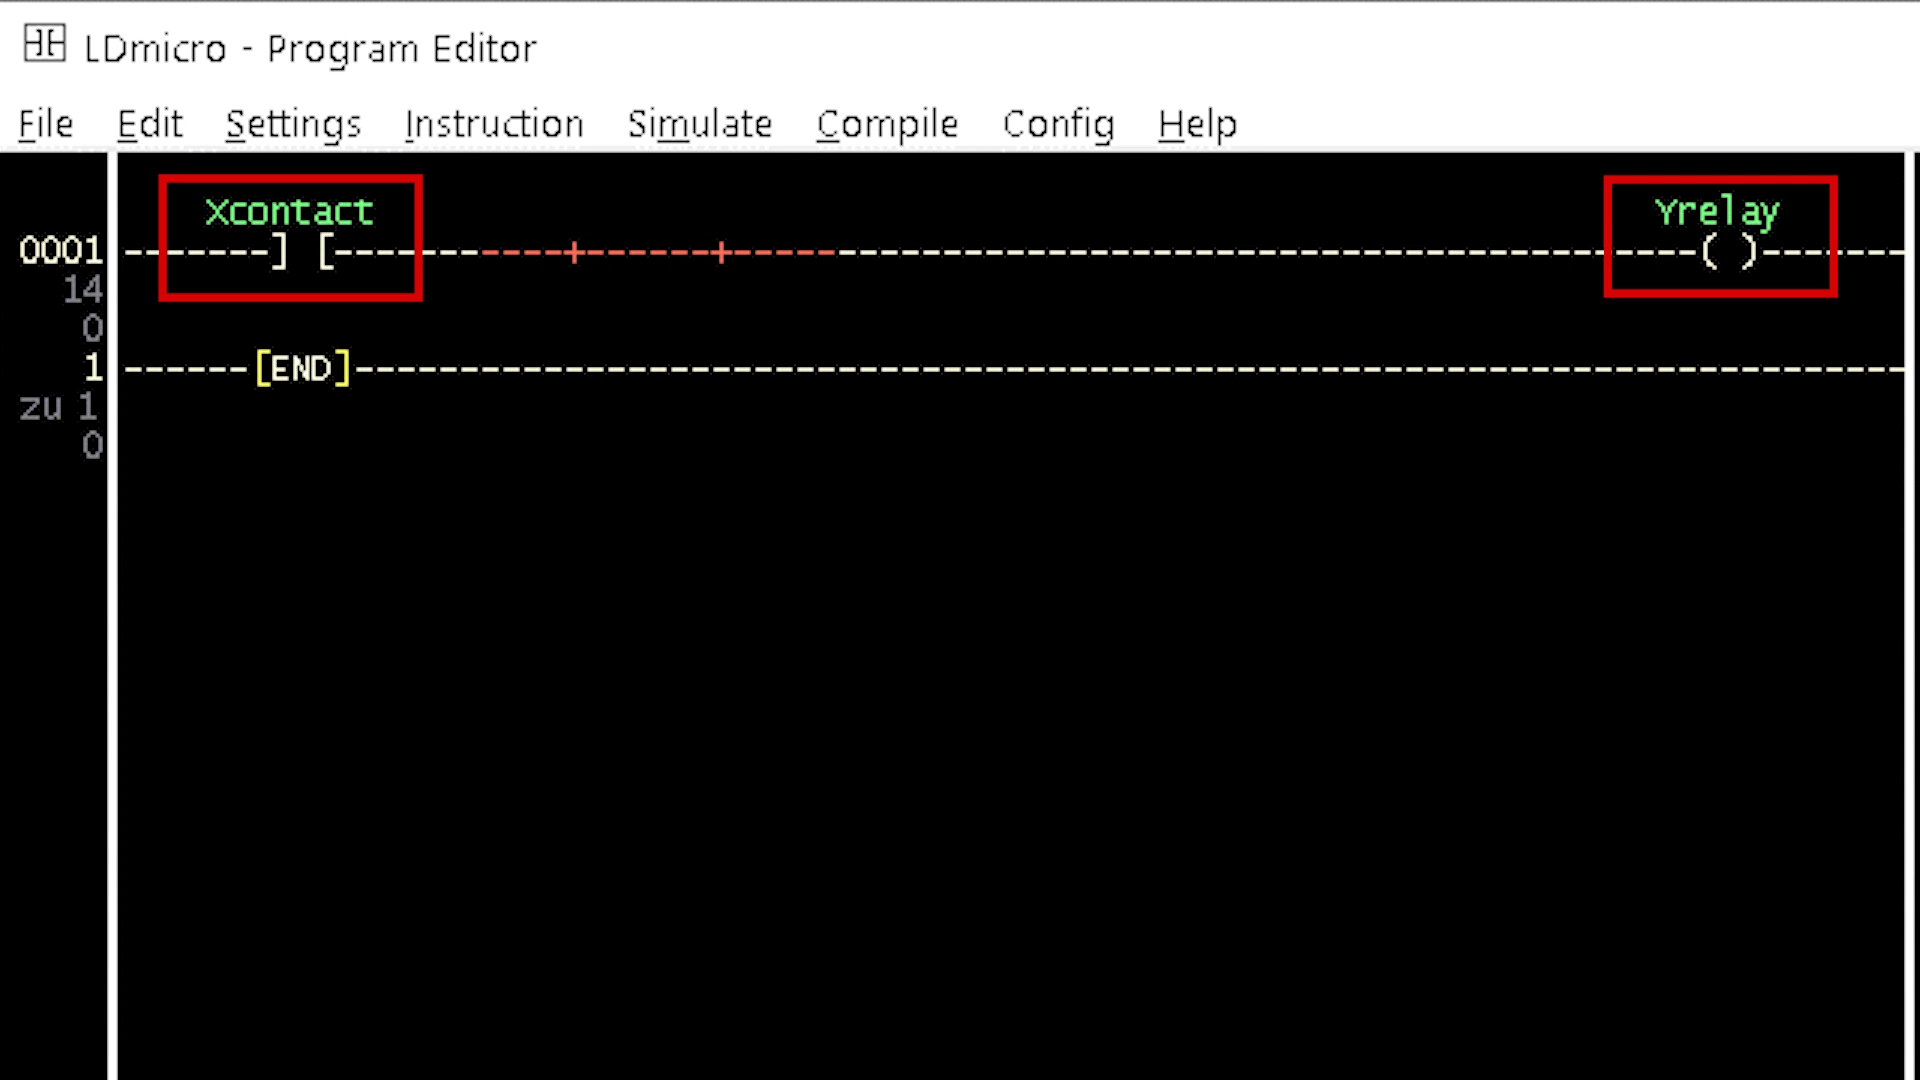 LDmicro - Program Editor
File Edit Settings Instruction Simulate Compile Config Help
Xcontact Yrelay
0001 ] [ ( )
14
0
1 [END]
zu 1
0